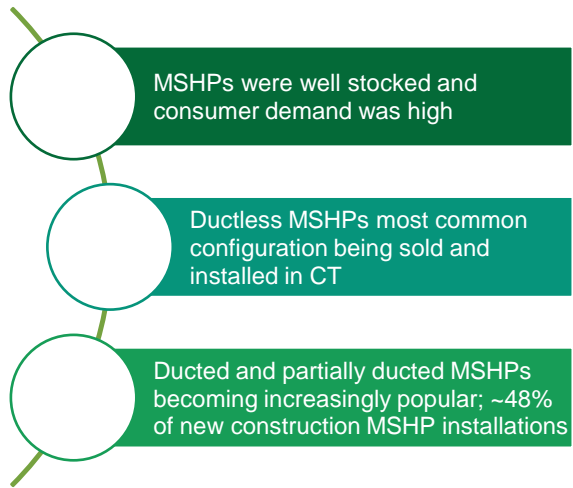 MSHPs were well stocked and
consumer demand was high
Ductless MSHPs most common
configuration being sold and
installed in CT
Ducted and partially ducted MSHPs
becoming increasingly popular; ~48%
of new construction MSHP installations